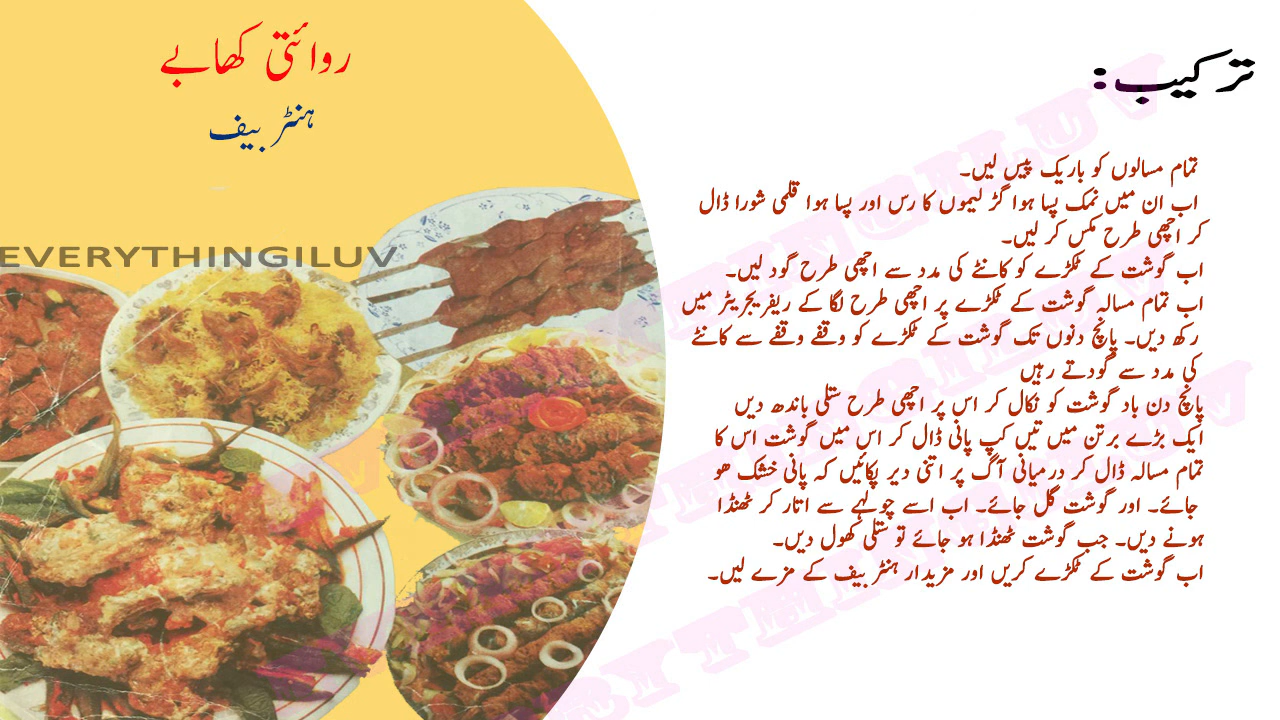 روائتی کھابے
ہنٹر بیف
EVERYTHINGILUV
ترکیب:
تمام مسالوں کو باریک پیس لیں۔
اب ان میں نمک پسا ہوا گڑ لیموں کا رس اور پسا ہوا قلمی شورا ڈال
کر اچھی طرح مکس کر لیں۔
اب گوشت کے ٹکڑے کو کانٹے کی مدد سے اچھی طرح گود لیں۔
اب تمام مسالہ گوشت کے ٹکڑے پر اچھی طرح لگا کے ریفریجریٹر میں
رکھ دیں۔ پانچ دنوں تک گوشت کے ٹکڑے کو وقفے وقفے سے کانٹے
کی مدد سے گودتے رہیں
پانچ دن باد گوشت کو نکال کر اس پر اچھی طرح ستلی باندھ دیں
ایک بڑے برتن میں تیں کپ پانی ڈال کر اس میں گوشت اس کا
تمام مسالہ ڈال کر درمیانی آگ پر اتنی دیر پکائیں کہ پانی خشک ھو
جائے۔ اور گوشت گل جائے۔ اب اسے چولہے سے اتار کر ٹھنڈا
ہونے دیں۔ جب گوشت ٹھنڈا ہو جائے تو ستلی کھول دیں۔
اب گوشت کے ٹکڑے کریں اور مزیدار ہنٹر بیف کے مزے لیں۔